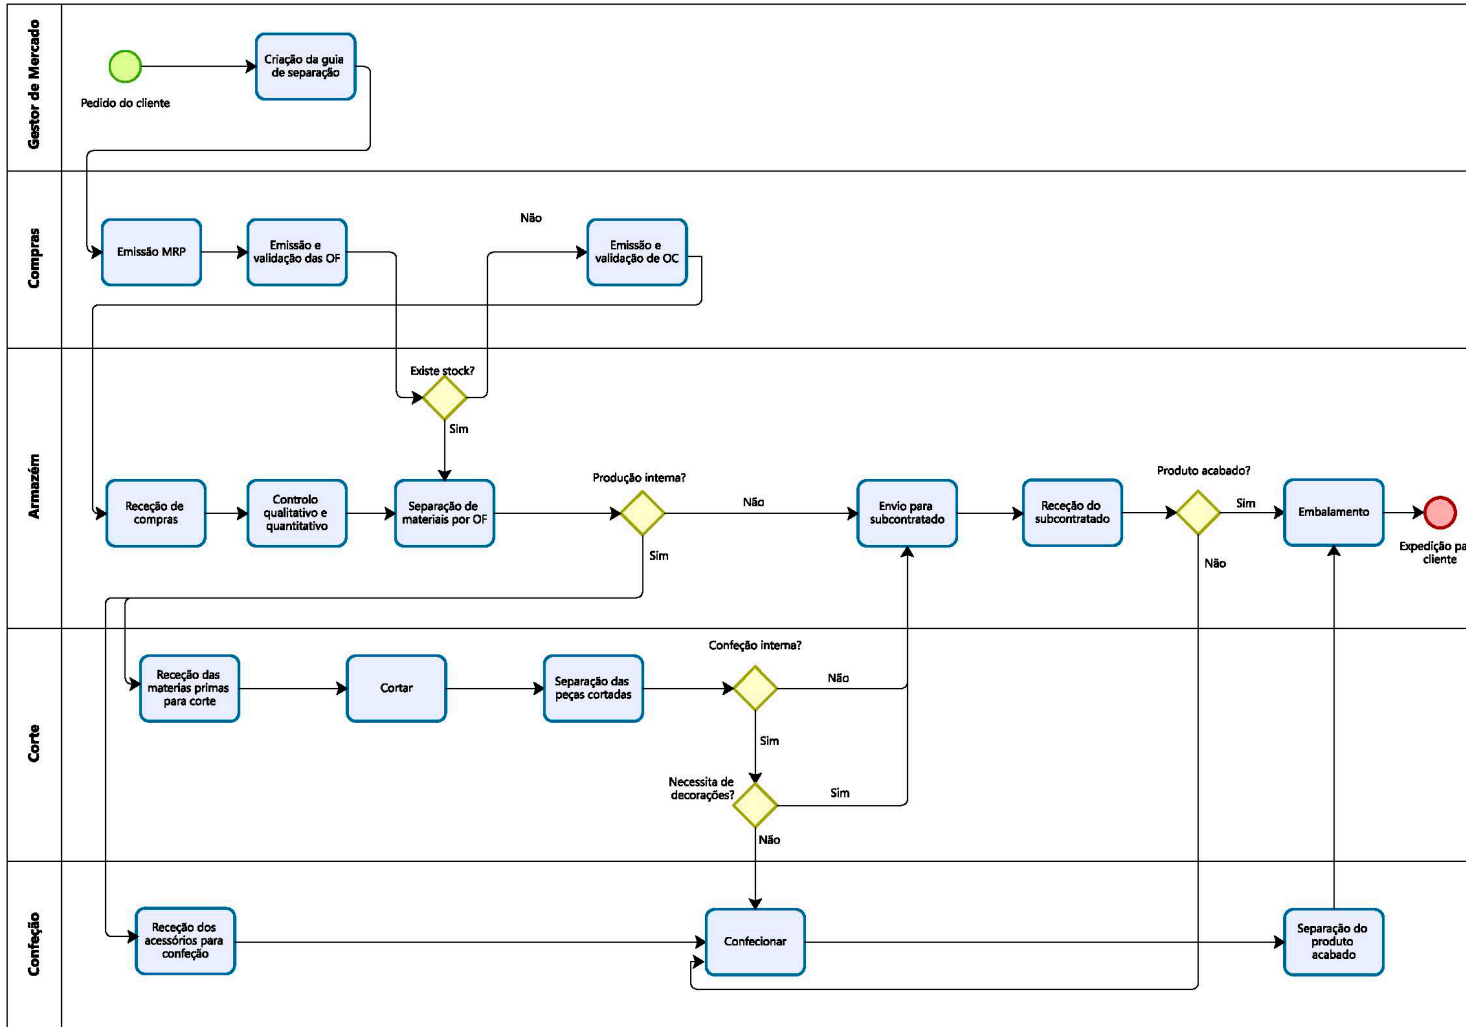 Gestor de Mercado
Pedido do cliente
Criação da guia
de separação
Compras
Emissão MRP
Emissão e
validação das OF
Não
Emissão e
validação de OC
Armazém
Existe stock?
Sim
Receção de
compras
Controlo
qualitativo e
quantitativo
Separação de
materiais por OF
Produção interna?
Não
Sim
Envio para
subcontratado
Receção do
subcontratado
Produto acabado?
Sim
Não
Embalamento
Expedição pa
cliente
Corte
Receção das
materias primas
para corte
Cortar
Separação das
peças cortadas
Confeção interna?
Não
Sim
Necessita de
decorações?
Sim
Não
Confeção
Receção dos
acessórios para
confeção
Confecionar
Separação do
produto
acabado